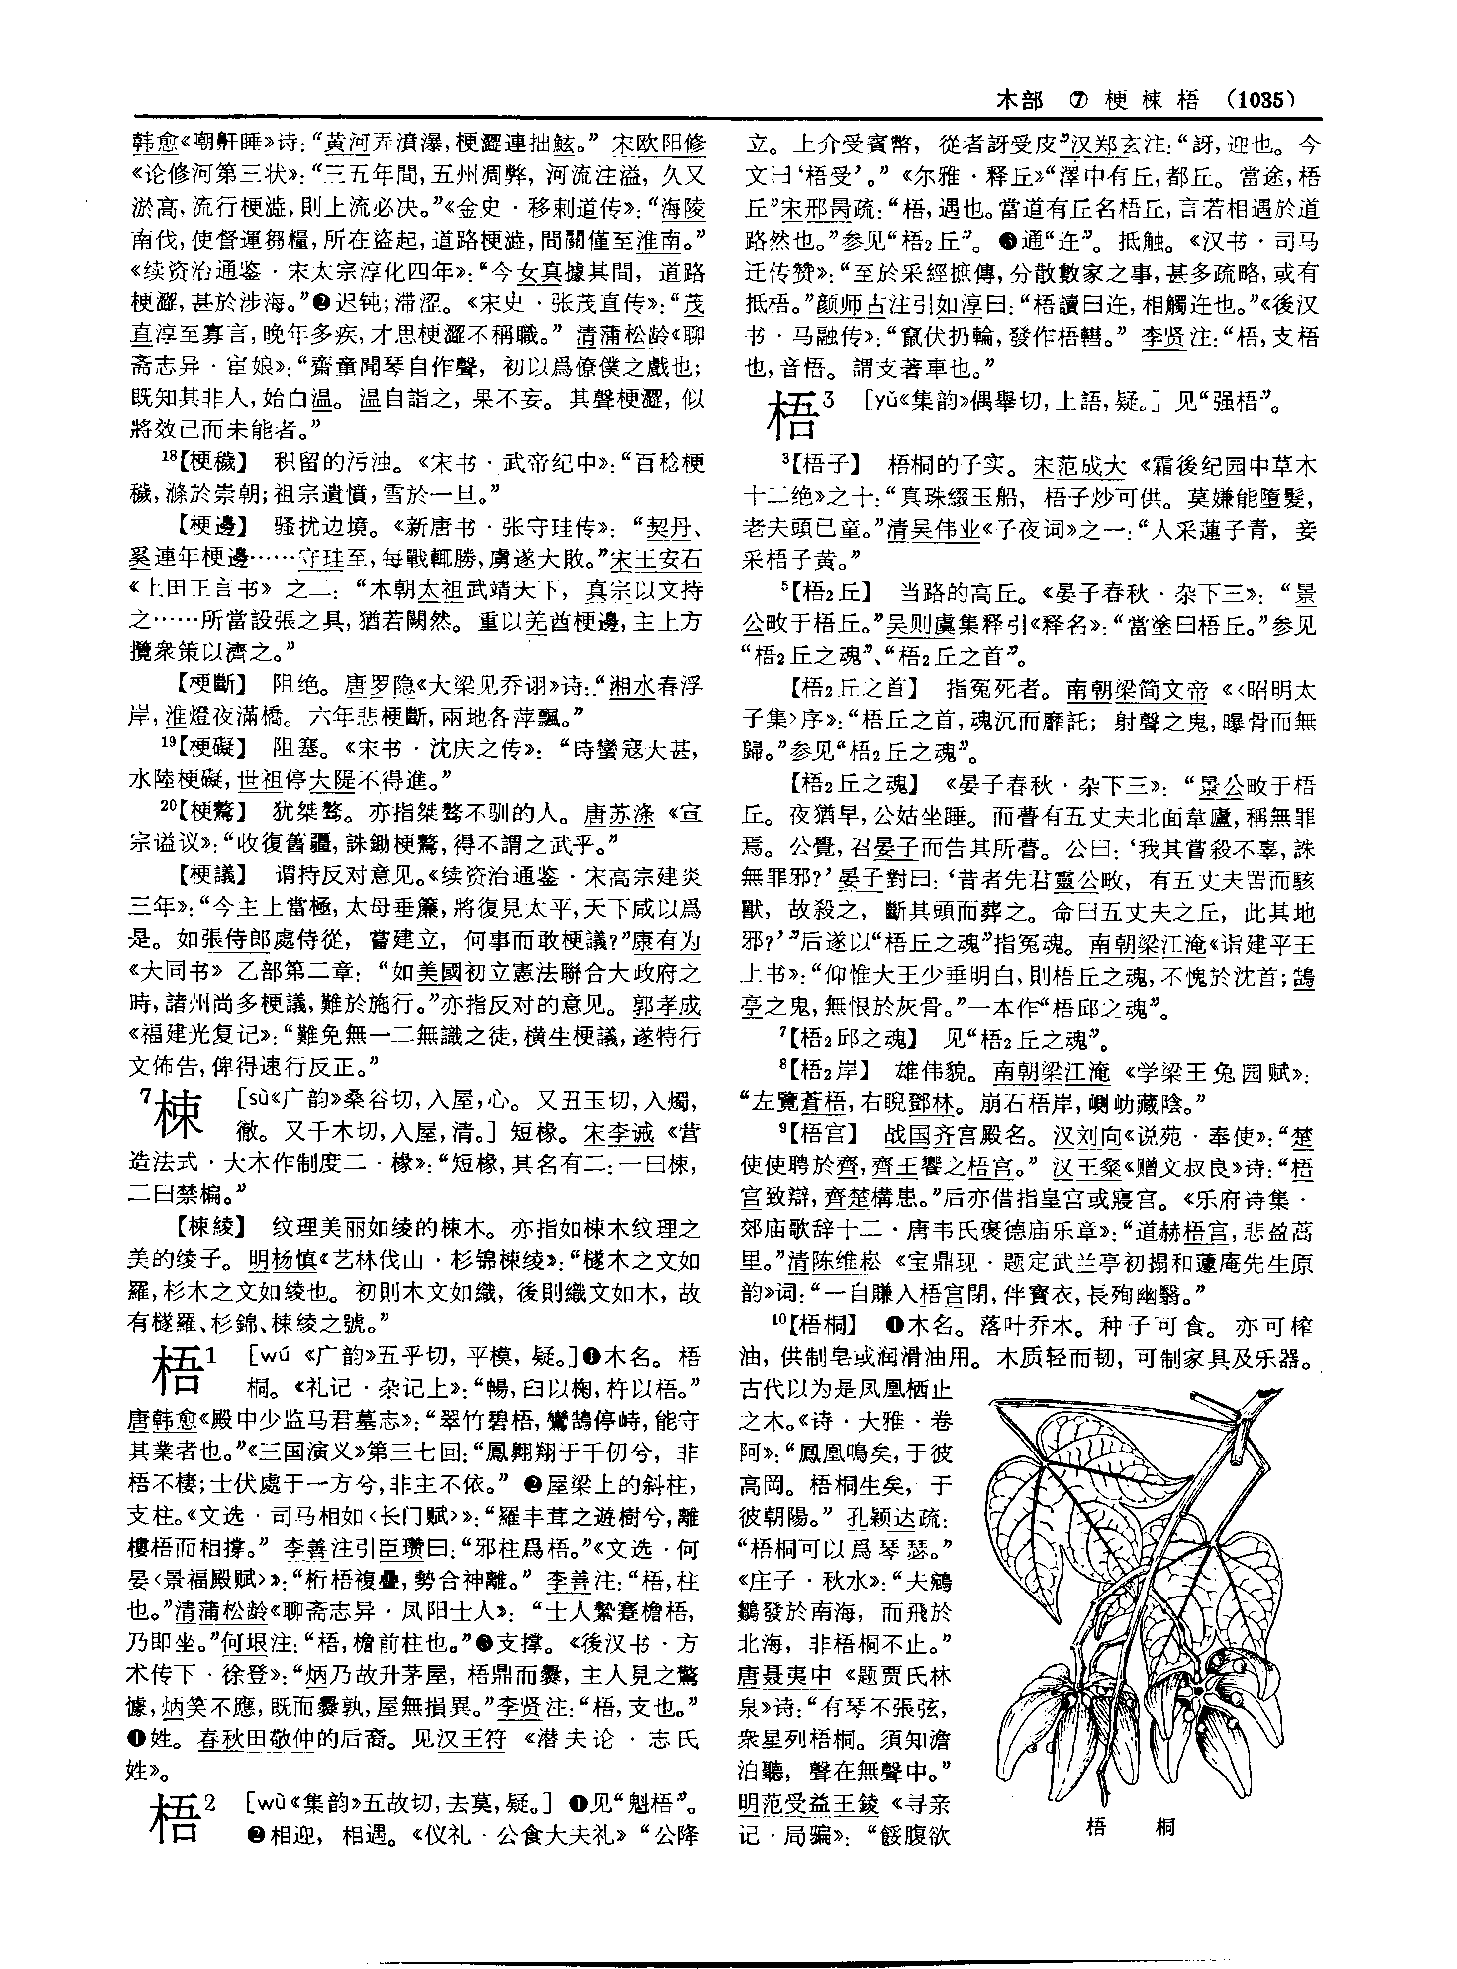 木部 ⑦ 梗 梀 梧 （1035）
韩愈《朝鼾睡》诗：“黄河弄濆瀑，梗澀連拙鮌。” 宋欧阳修
《论修河第三状》：“三五年間，五州凋弊，河流注溢，久又
淤高，流行梗澁，則上流必决。”《金史·移剌道传》：“海陵
南伐，使督運芻糧，所在盗起，道路梗澁，間關僅至淮南。”
《续资治通鉴·宋太宗淳化四年》：“今女真據其間，道路
梗澀，甚於涉海。”❷迟钝；滞涩。《宋史·张茂直传》：“茂
直淳至寡言，晚年多疾，才思梗澀不稱職。” 清蒲松龄《聊
斋志异·宦娘》：“齋童聞琴自作聲，初以爲僚僕之戲也；
既知其非人，始白温。温自詣之，果不妄。其聲梗澀，似
將效己而未能者。”
¹⁸【梗穢】 积留的污浊。《宋书·武帝纪中》：“百稔梗
穢，滌於崇朝；祖宗遺憤，雪於一旦。”
【梗邊】 骚扰边境。《新唐书·张守珪传》：“契丹、
奚連年梗邊……守珪至，每戰輒勝，虜遂大敗。”宋王安石
《上田正言书》之二：“本朝太祖武靖天下，真宗以文持
之……所當設張之具，猶若闕然。重以羌酋梗邊，主上方
攬衆策以濟之。”
【梗斷】 阻绝。唐罗隐《大梁见乔诩》诗：“湘水春浮
岸，淮燈夜滿橋。六年悲梗斷，兩地各萍飄。”
¹⁹【梗礙】 阻塞。《宋书·沈庆之传》：“時蠻寇大甚，
水陸梗礙，世祖停大隄不得進。”
²⁰【梗驁】 犹桀骜。亦指桀骜不驯的人。唐苏涤《宣
宗谥议》：“收復舊疆，誅鋤梗驁，得不謂之武乎。”
【梗議】 谓持反对意见。《续资治通鉴·宋高宗建炎
三年》：“今主上當極，太母垂簾，將復見太平，天下咸以爲
是。如張侍郎處侍從，嘗建立，何事而敢梗議？”康有为
《大同书》乙部第二章：“如美國初立憲法聯合大政府之
時，諸州尚多梗議，難於施行。”亦指反对的意见。郭孝成
《福建光复记》：“難免無一二無識之徒，横生梗議，遂特行
文佈告，俾得速行反正。”
⁷梀 ［sù《广韵》桑谷切，入屋，心。又丑玉切，入燭，
徹。又千木切，入屋，清。］短椽。宋李诫《营
造法式·大木作制度二·椽》：“短椽，其名有二：一曰梀，
二曰禁楄。”
【梀綾】 纹理美丽如绫的梀木。亦指如梀木纹理之
美的绫子。明杨慎《艺林伐山·杉锦梀绫》：“檖木之文如
羅，杉木之文如绫也。初則木文如織，後則織文如木，故
有檖羅、杉錦、梀绫之號。”
梧1 ［wú 《广韵》五乎切，平模，疑。］❶木名。梧
桐。《礼记·杂记上》：“暢，臼以椈，杵以梧。”
唐韩愈《殿中少监马君墓志》：“翠竹碧梧，鸞鵠停峙，能守
其業者也。”《三国演义》第三七回：“鳳翺翔于千仞兮，非
梧不棲；士伏處于一方兮，非主不依。” ❷屋梁上的斜柱，
支柱。《文选·司马相如〈长门赋〉》：“羅丰茸之遊樹兮，離
樓梧而相撐。” 李善注引臣瓒曰：“邪柱爲梧。”《文选·何
晏〈景福殿赋〉》：“桁梧複疊，勢合神離。” 李善注：“梧，柱
也。”清蒲松龄《聊斋志异·凤阳士人》：“士人縶蹇檐梧，
乃即坐。”何垠注：“梧，檐前柱也。”❸支撑。《後汉书·方
术传下·徐登》：“炳乃故升茅屋，梧鼎而爨，主人見之驚
懅，炳笑不應，既而爨孰，屋無損異。”李贤注：“梧，支也。”
❹姓。春秋田敬仲的后裔。见汉王符《潜夫论·志氏
姓》。
梧2 ［wù《集韵》五故切，去莫，疑。］ ❶见“魁梧”。
❷相迎，相遇。《仪礼·公食大夫礼》“公降
立。上介受賓幣，從者訝受皮”汉郑玄注：“訝，迎也。今
文曰‘梧受’。”《尔雅·释丘》“澤中有丘，都丘。當途，梧
丘”宋邢昺疏：“梧，遇也。當道有丘名梧丘，言若相遇於道
路然也。”参见“梧₂丘”。❸通“迕”。抵触。《汉书·司马
迁传赞》：“至於采經摭傳，分散數家之事，甚多疏略，或有
抵梧。”颜师古注引如淳曰：“梧讀曰迕，相觸迕也。”《後汉
书·马融传》：“竄伏扔輪，發作梧轊。” 李贤注：“梧，支梧
也，音悟。謂支著車也。”
梧3 ［yǔ《集韵》偶舉切，上語，疑。］见“强梧”。
³【梧子】 梧桐的子实。宋范成大《霜後纪园中草木
十二绝》之十：“真珠綴玉船，梧子炒可供。莫嫌能墮髮，
老夫頭已童。”清吴伟业《子夜词》之一：“人采蓮子青，妾
采梧子黄。”
⁵【梧₂丘】 当路的高丘。《晏子春秋·杂下三》：“景
公畋于梧丘。”吴则虞集释引《释名》：“當塗曰梧丘。”参见
“梧₂丘之魂”、“梧₂丘之首”。
【梧₂丘之首】 指冤死者。南朝梁简文帝《〈昭明太
子集〉序》：“梧丘之首，魂沉而靡託；射聲之鬼，曝骨而無
歸。”参见“梧₂丘之魂”。
【梧₂丘之魂】 《晏子春秋·杂下三》：“景公畋于梧
丘。夜猶早，公姑坐睡。而瞢有五丈夫北面韋廬，稱無罪
焉。公覺，召晏子而告其所瞢。公曰：‘我其嘗殺不辜，誅
無罪邪？’晏子對曰：‘昔者先君靈公畋，有五丈夫罟而駭
獸，故殺之，斷其頭而葬之。命曰五丈夫之丘，此其地
邪？’”后遂以“梧丘之魂”指冤魂。南朝梁江淹《诣建平王
上书》：“仰惟大王少垂明白，則梧丘之魂，不愧於沈首；鵠
亭之鬼，無恨於灰骨。”一本作“梧邱之魂”。
⁷【梧₂邱之魂】 见“梧₂丘之魂”。
⁸【梧₂岸】 雄伟貌。南朝梁江淹《学梁王兔园赋》：
“左覽蒼梧，右睨鄧林。崩石梧岸，㠋岉藏陰。”
⁹【梧宫】 战国齐宫殿名。汉刘向《说苑·奉使》：“楚
使使聘於齊，齊王饗之梧宫。” 汉王粲《赠文叔良》诗：“梧
宫致辯，齊楚構患。”后亦借指皇宫或寝宫。《乐府诗集·
郊庙歌辞十二·唐韦氏褒德庙乐章》：“道赫梧宫，悲盈蒿
里。”清陈维崧《宝鼎现·题定武兰亭初搨和蘧庵先生原
韵》词：“一自賺入梧宫閉，伴寶衣，長殉幽翳。”
¹⁰【梧桐】 ❶木名。落叶乔木。种子可食。亦可榨
油，供制皂或润滑油用。木质轻而韧，可制家具及乐器。
古代以为是凤凰栖止
之木。《诗·大雅·卷
阿》：“鳳凰鳴矣，于彼
高岡。梧桐生矣，于
彼朝陽。” 孔颖达疏：
“梧桐可以爲琴瑟。”
《庄子·秋水》：“夫鵷
鶵發於南海，而飛於
北海，非梧桐不止。”
唐聂夷中《题贾氏林
泉》诗：“有琴不張弦，
衆星列梧桐。須知澹
泊聽，聲在無聲中。”
明范受益王錂《寻亲
记·局骗》：“餒腹欲
梧 桐